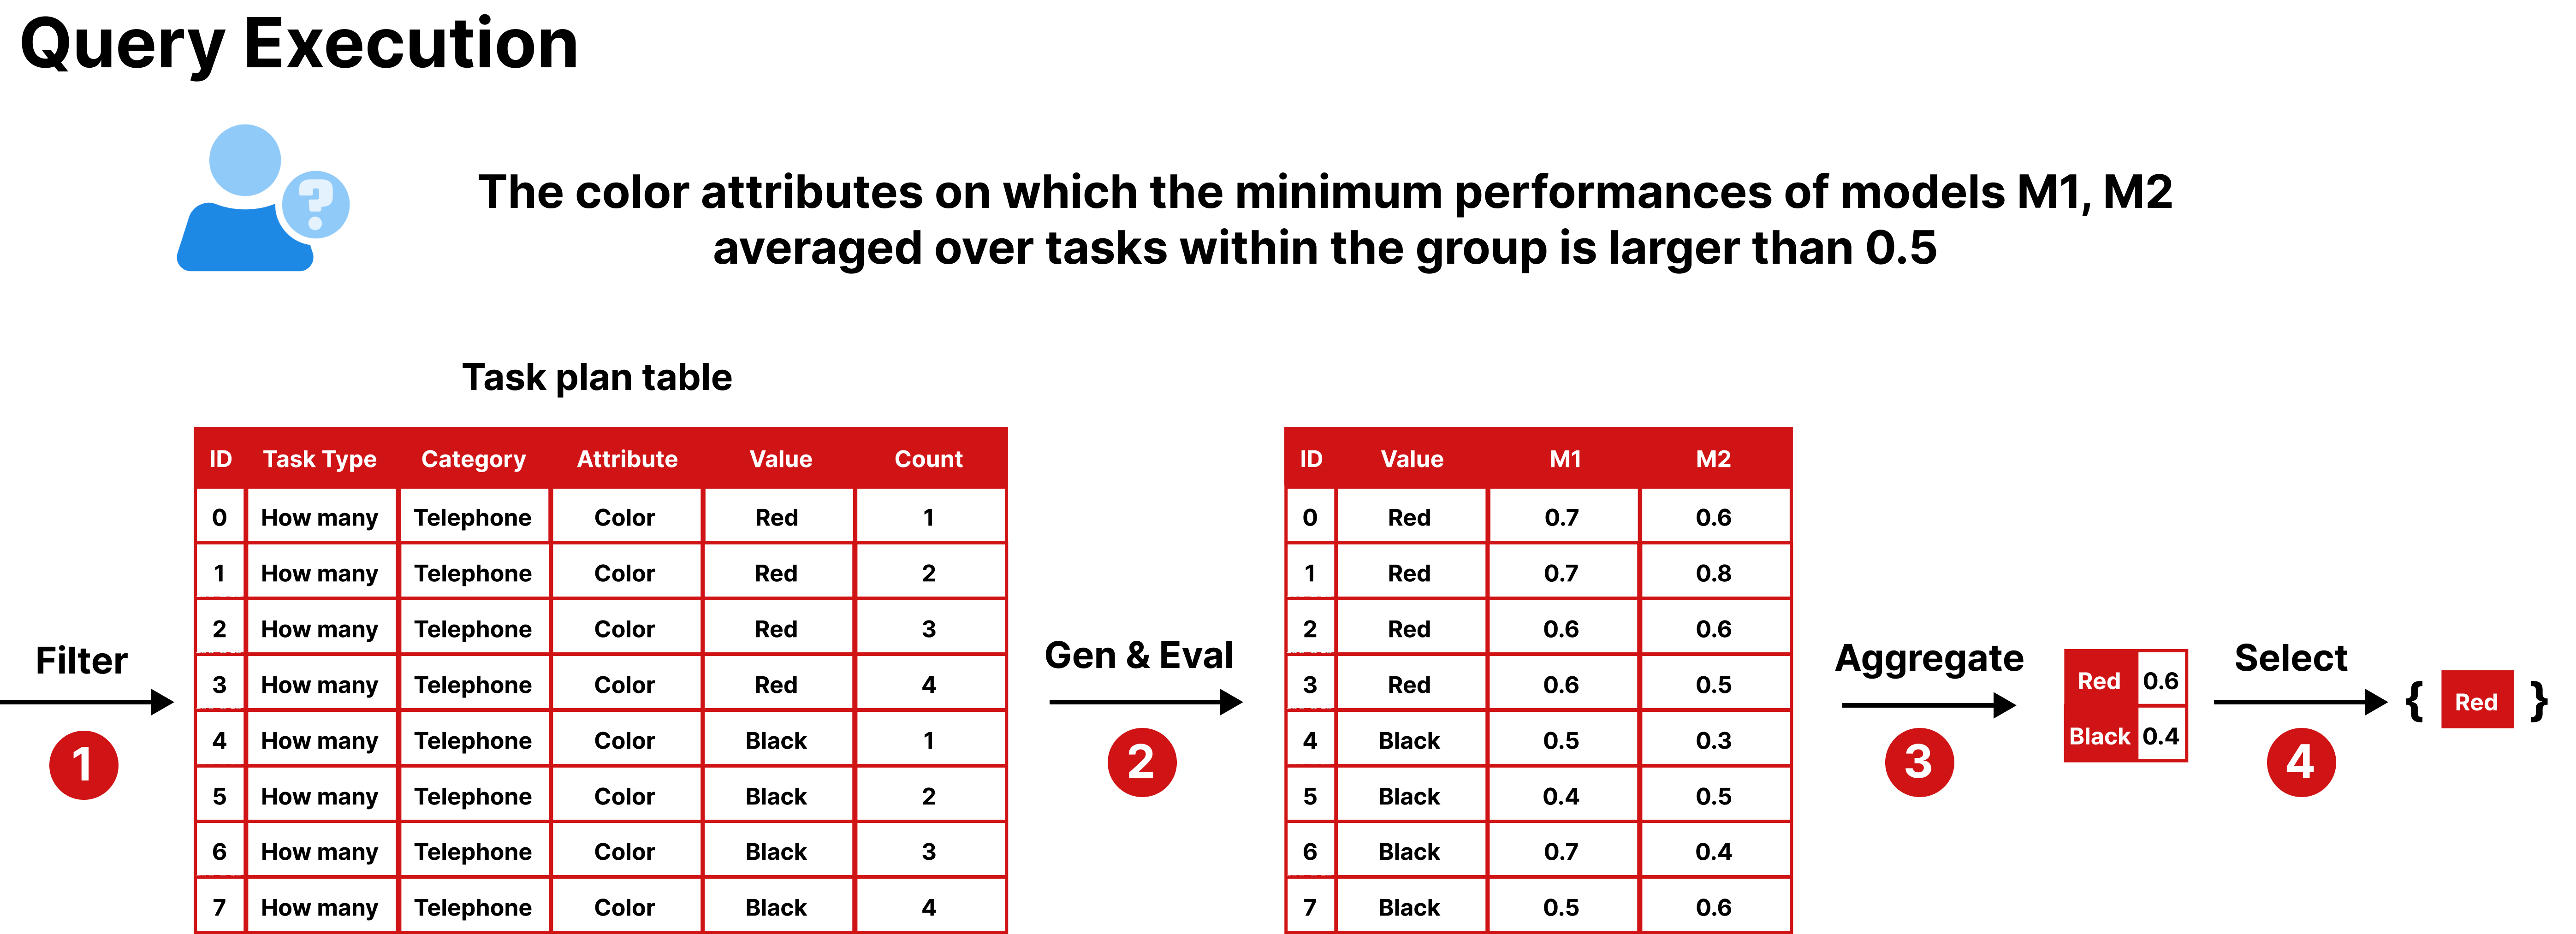 Query Execution
?
The color attributes on which the minimum performances of models M1, M2
averaged over tasks within the group is larger than 0.5
Filter
1
Task plan table
ID Task Type Category Attribute Value Count
0 How many Telephone Color Red 1
1 How many Telephone Color Red 2
2 How many Telephone Color Red 3
3 How many Telephone Color Red 4
4 How many Telephone Color Black 1
5 How many Telephone Color Black 2
6 How many Telephone Color Black 3
7 How many Telephone Color Black 4
Gen & Eval
2
ID Value M1 M2
0 Red 0.7 0.6
1 Red 0.7 0.8
2 Red 0.6 0.6
3 Red 0.6 0.5
4 Black 0.5 0.3
5 Black 0.4 0.5
6 Black 0.7 0.4
7 Black 0.5 0.6
Aggregate
3
Red 0.6
Black 0.4
Select
4
{ Red }